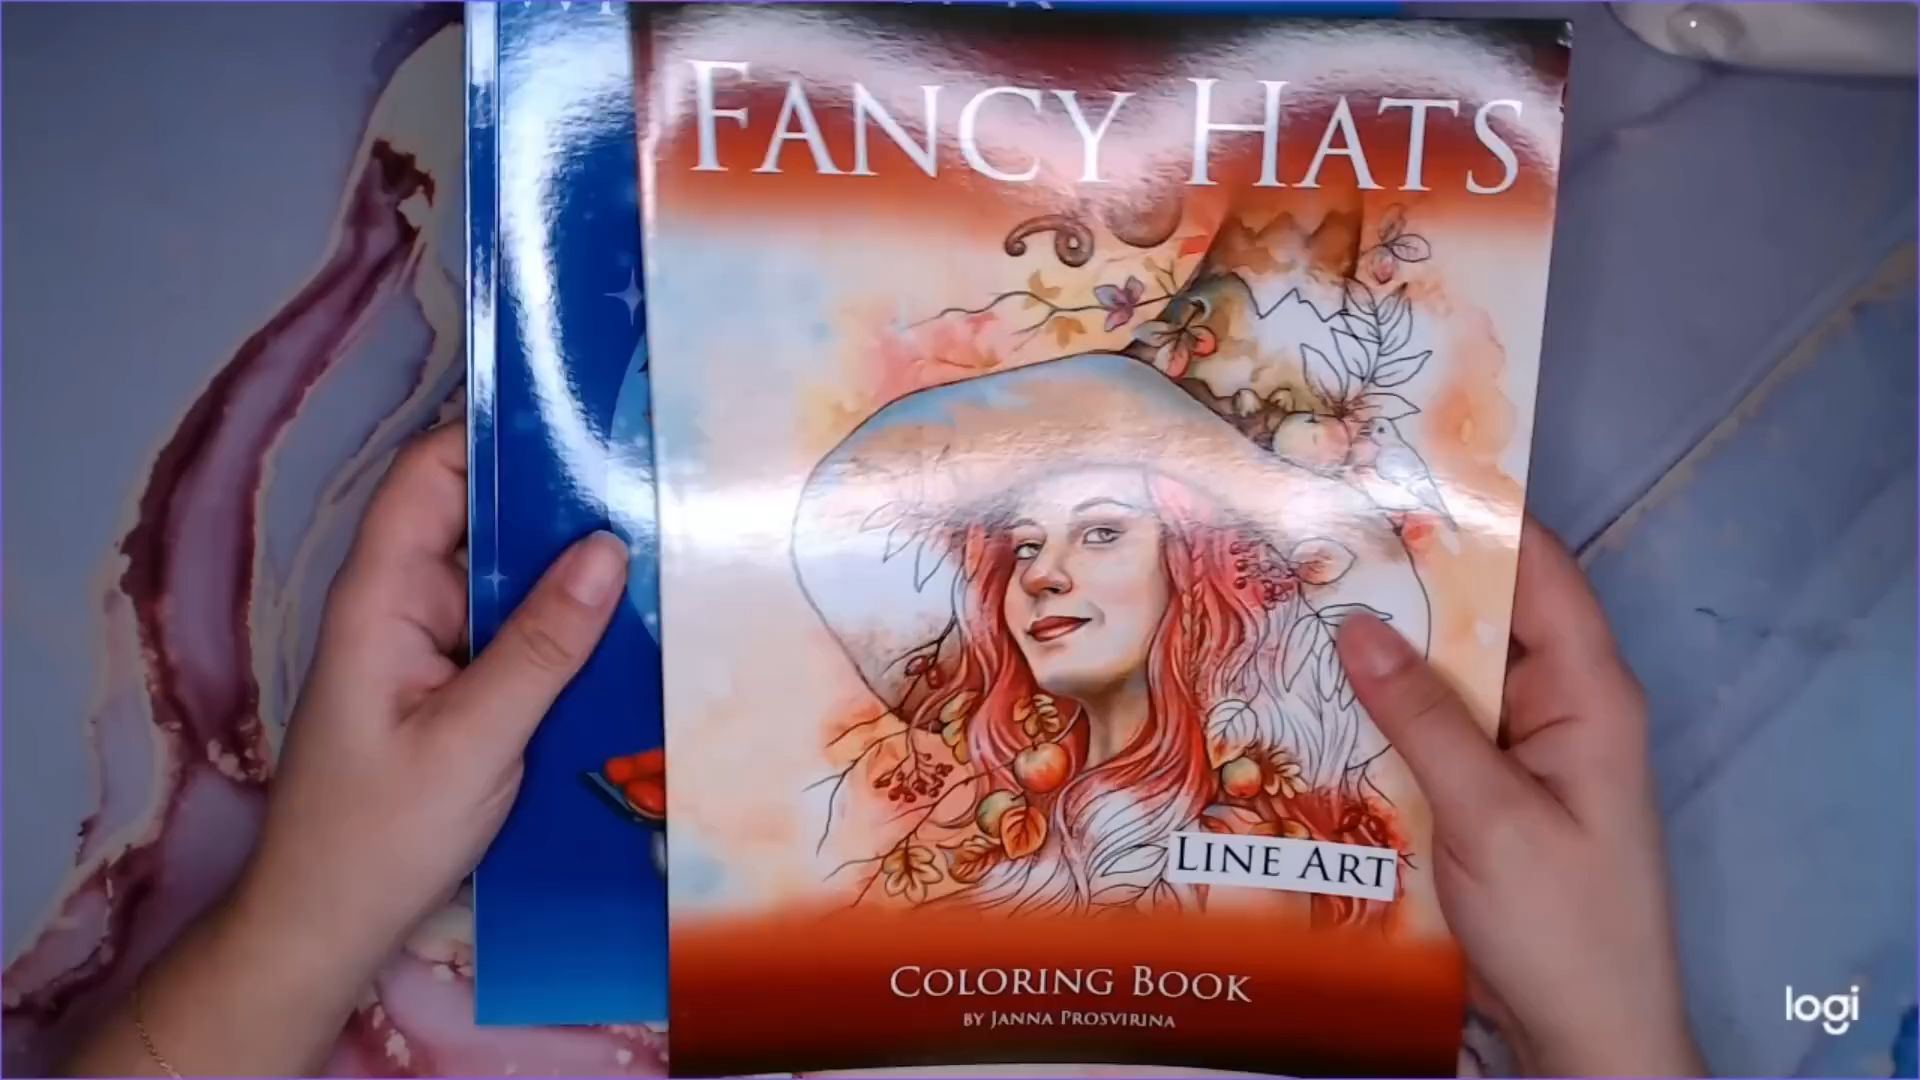 FANCY HATS
LINE ART
COLORING BOOK
BY JANNA PROSVIRINA
logi